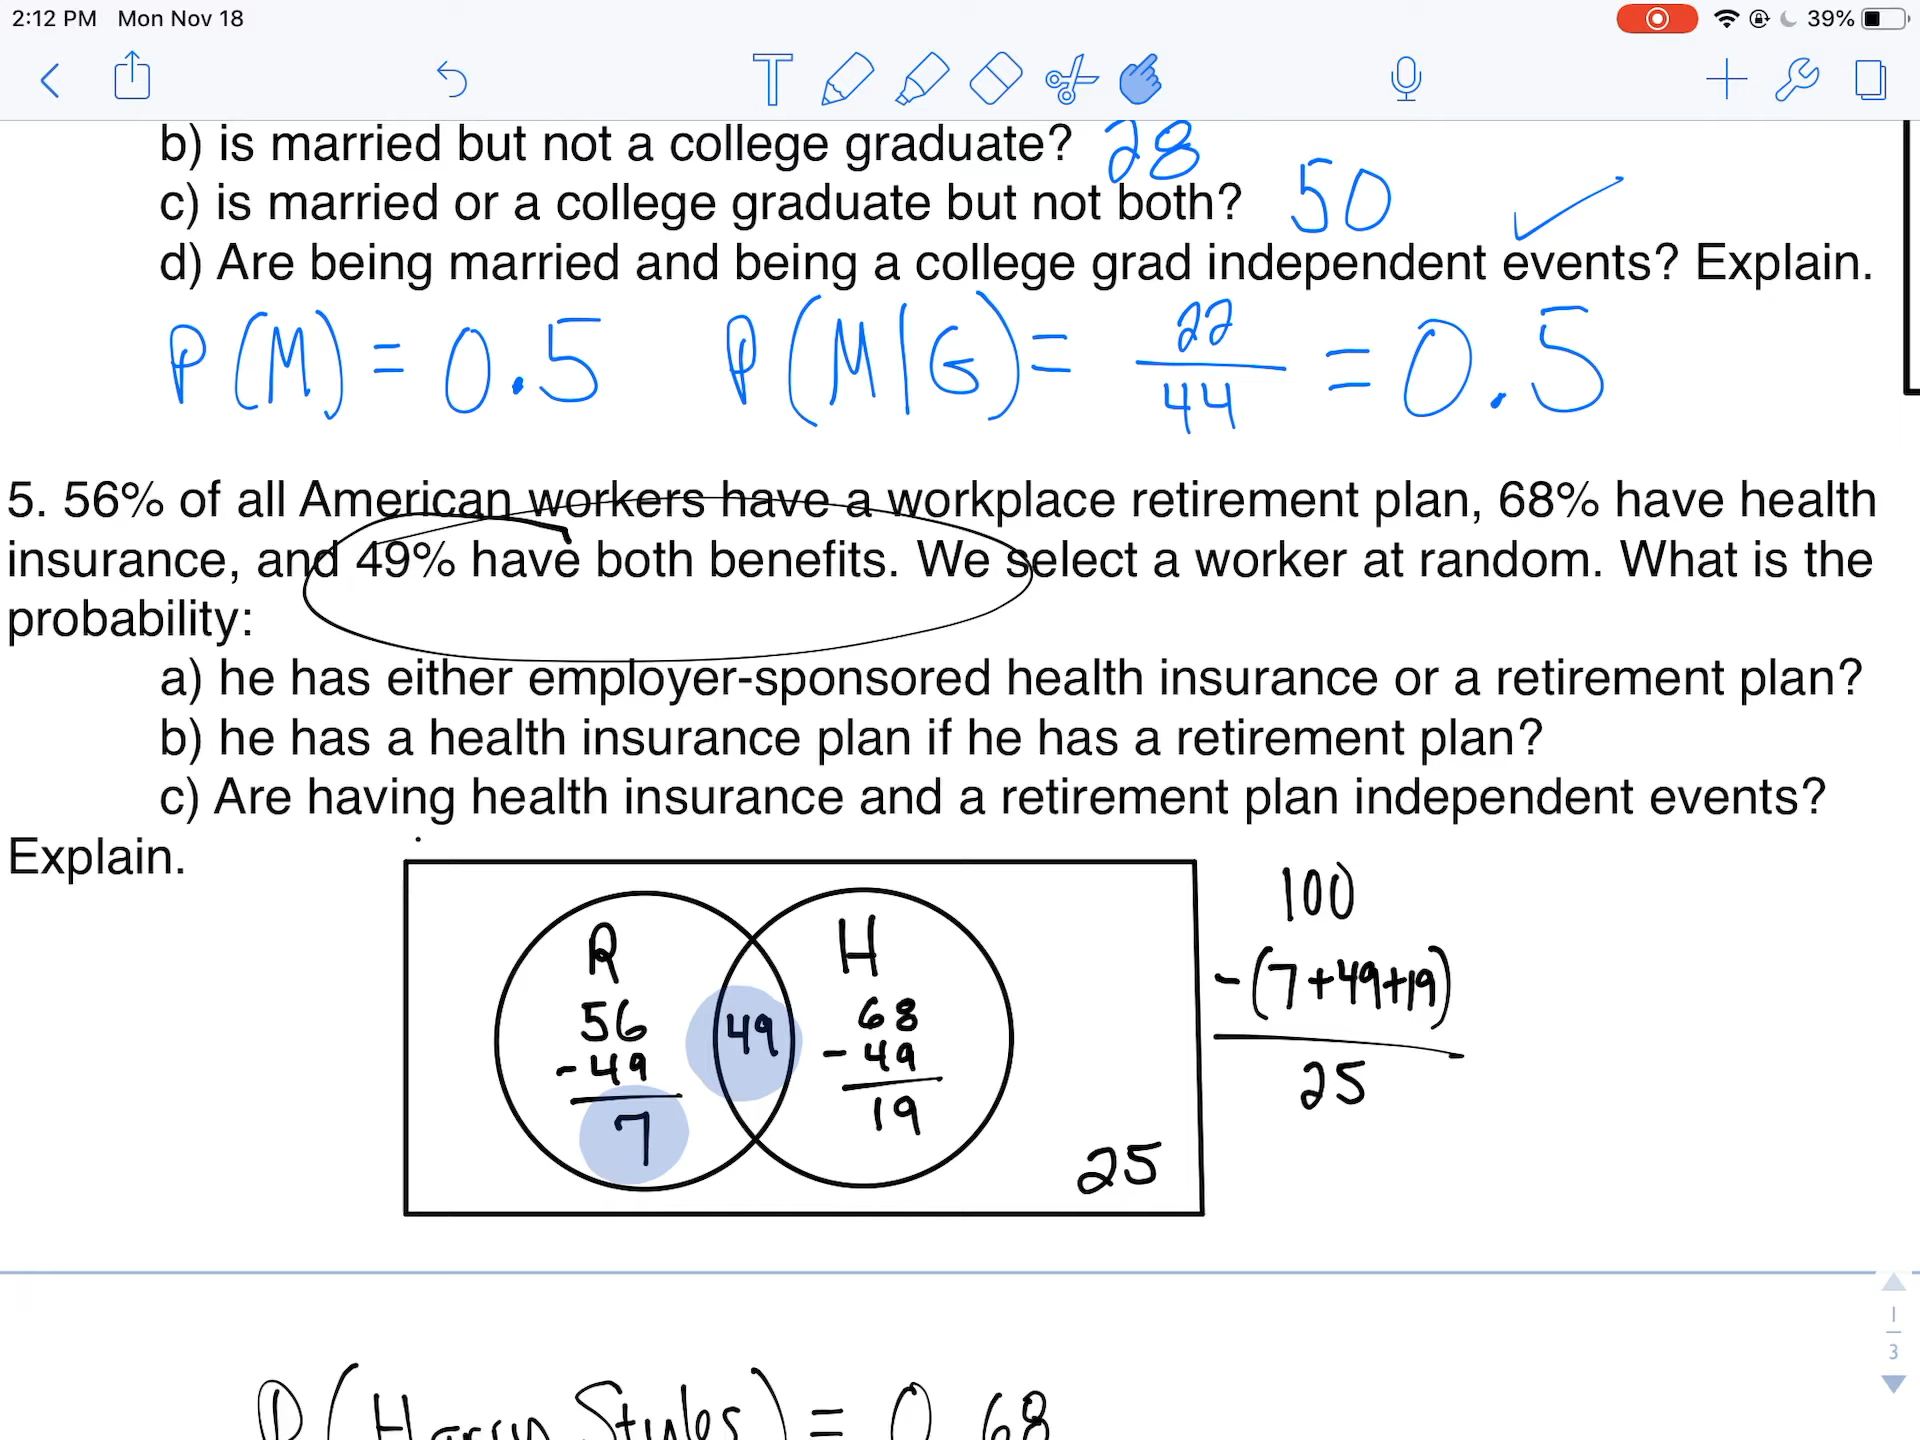 2:12 PM Mon Nov 18
39%
b) is married but not a college graduate? 28
c) is married or a college graduate but not both? 50
d) Are being married and being a college grad independent events? Explain.
P(M) = 0.5 P(M|G) = 22/44 = 0.5
5. 56% of all American workers have a workplace retirement plan, 68% have health
insurance, and 49% have both benefits. We select a worker at random. What is the
probability:
a) he has either employer-sponsored health insurance or a retirement plan?
b) he has a health insurance plan if he has a retirement plan?
c) Are having health insurance and a retirement plan independent events?
Explain.
R
56
-49
7
49
H
68
-49
19
25
100
-(7+49+19)
25
1
3
P(Harry Styles) = 0.68